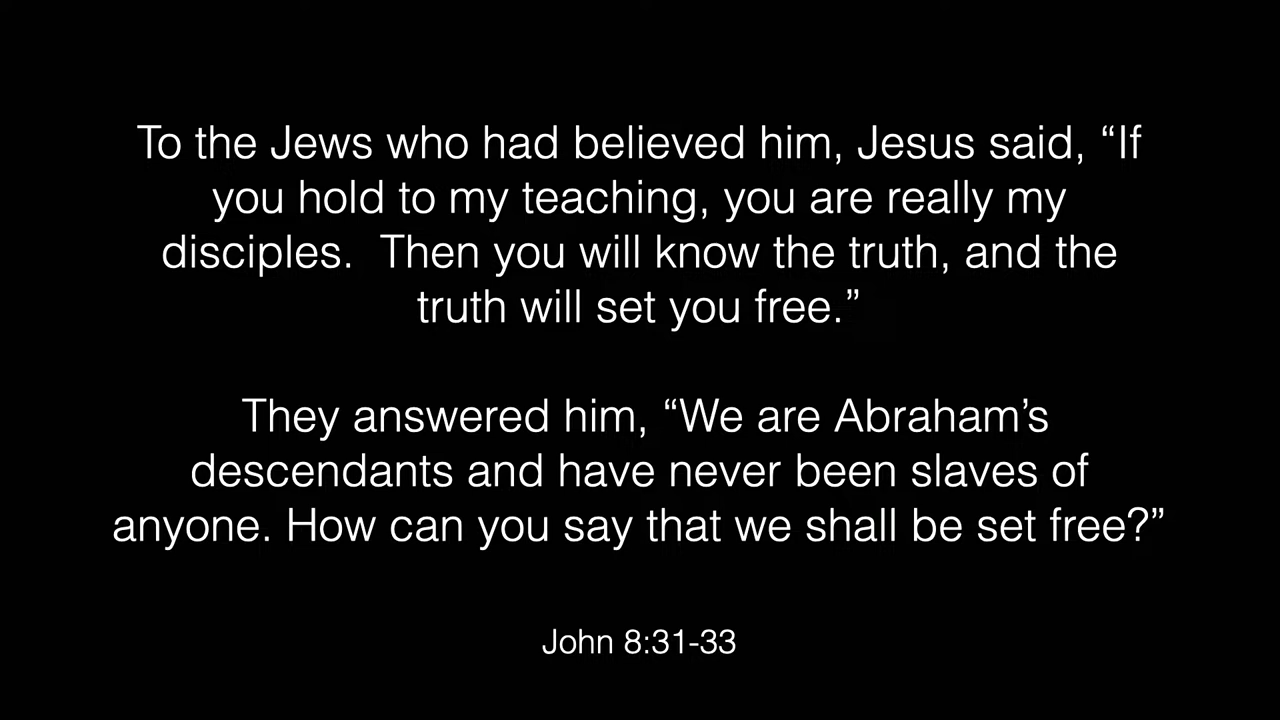 To the Jews who had believed him, Jesus said, “If
you hold to my teaching, you are really my
disciples.  Then you will know the truth, and the
truth will set you free.”
They answered him, “We are Abraham’s
descendants and have never been slaves of
anyone. How can you say that we shall be set free?”
John 8:31-33